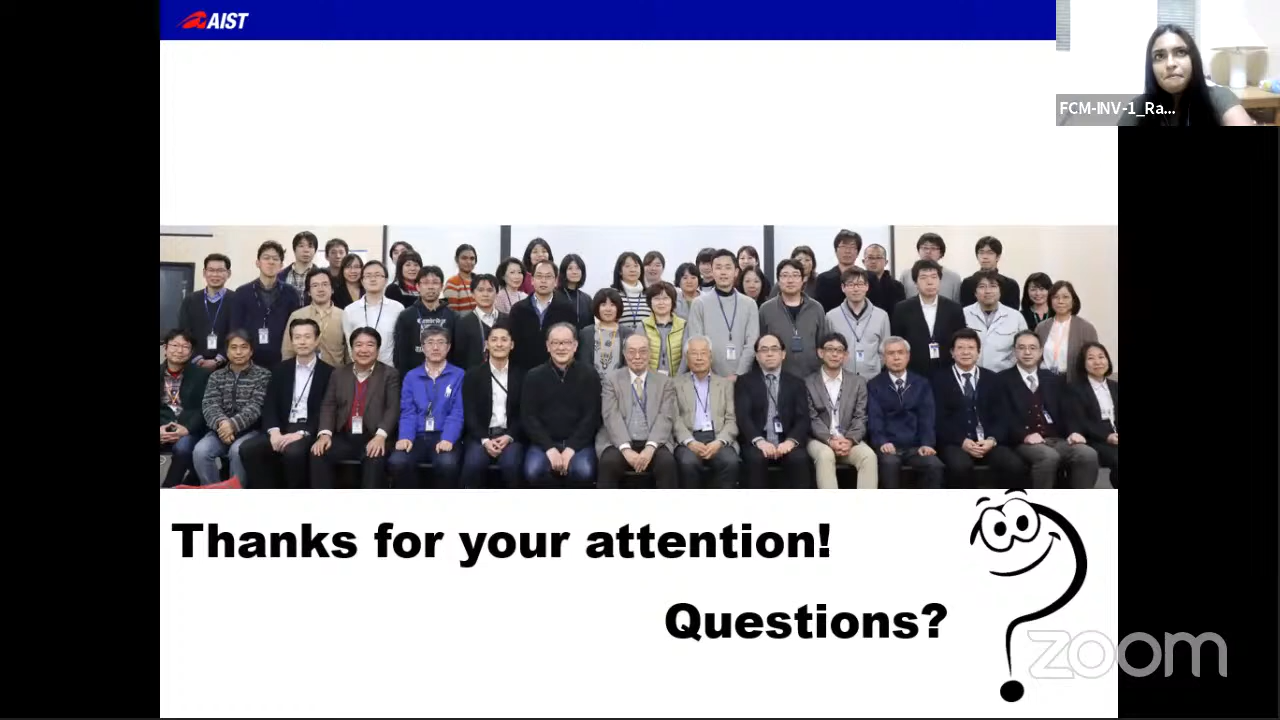 AIST
FCM-INV-1_Ra...
Thanks for your attention!
Questions?
zoom